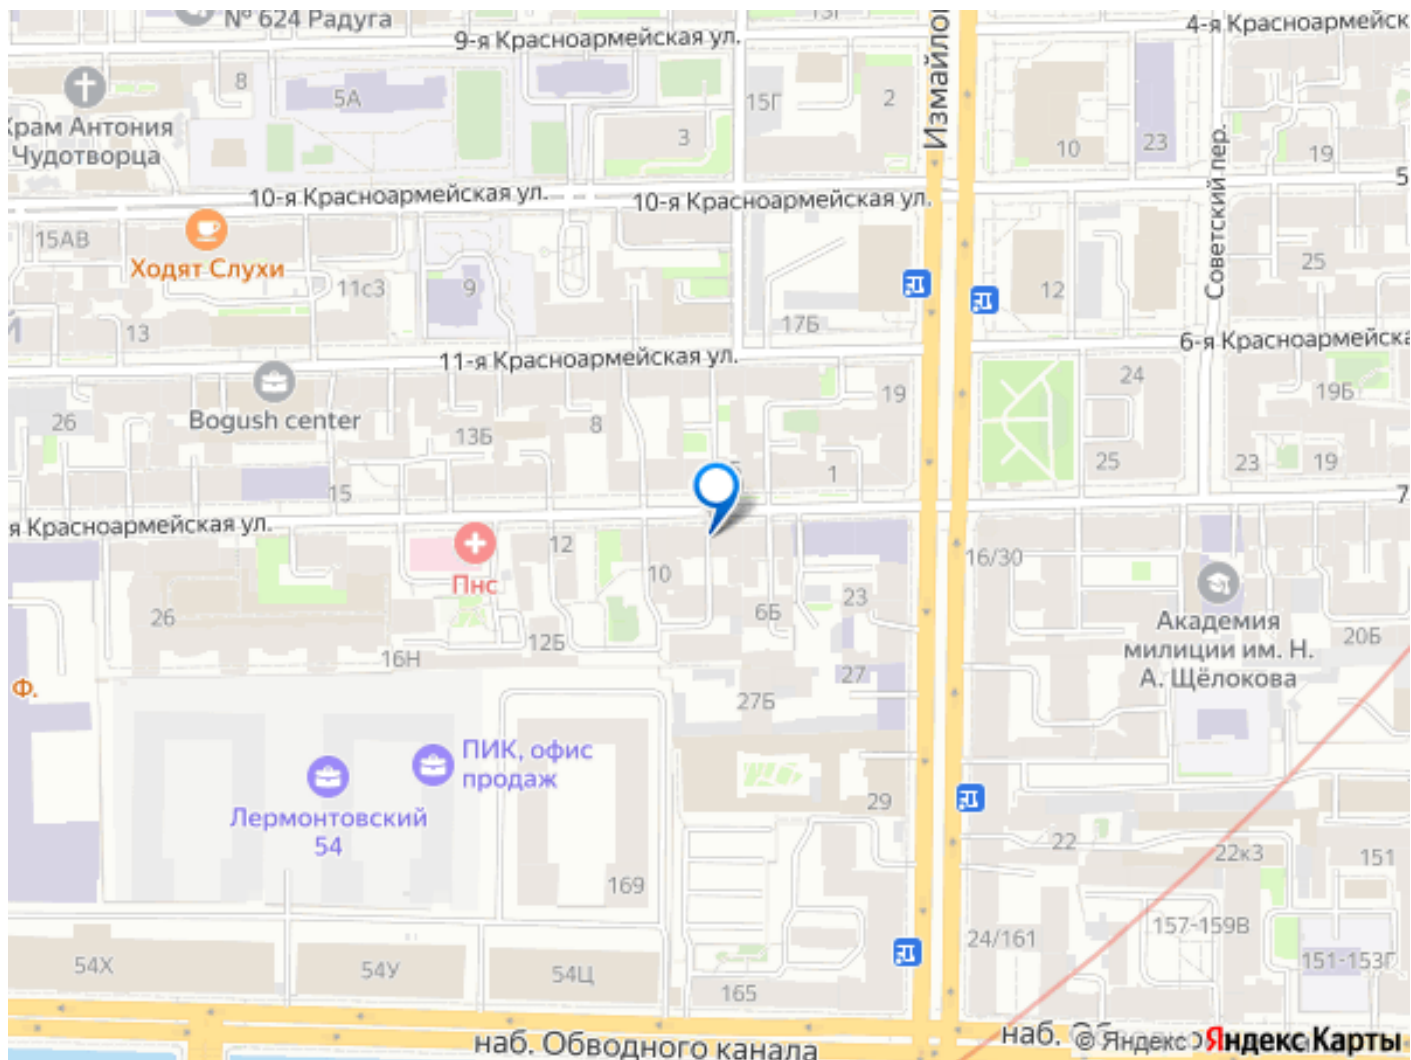 № 624 Радуга
9-я Красноармейская ул.
13Г
Измайлов
4-я Красноармейск
8
5А
15Г
2
Храм Антония
Чудотворца
3
10
23
19
Советский пер.
5
10-я Красноармейская ул.
10-я Красноармейская ул.
15АВ
Ходят Слухи
11с3
9
25
12
Й
13
17Б
11-я Красноармейская ул.
6-я Красноармейска
24
19Б
19
26
Bogush center
13Б
8
1
25
23
19
15
7
я Красноармейская ул.
12
Пнс
10
16/30
6Б
23
Академия
милиции им. Н.
А. Щёлокова
20Б
26
12Б
16Н
27
Ф.
27Б
ПИК, офис
продаж
Лермонтовский
54
29
22
22к3
151
169
157-159В
24/161
151-153Г
54Х
54У
54Ц
165
наб. Обводного канала
наб. Обводно
© Яндекс Яндекс Карты